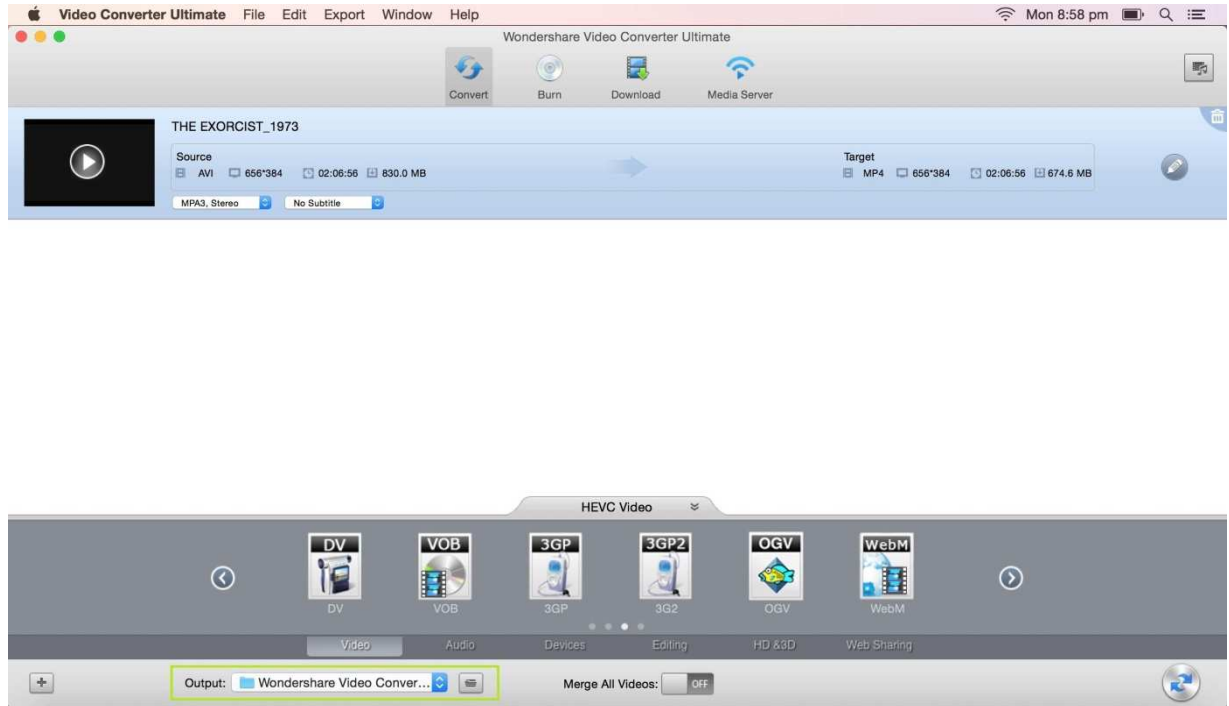 Video Converter Ultimate File Edit Export Window Help Mon 8:58 pm
Wondershare Video Converter Ultimate
Convert Burn Download Media Server
THE EXORCIST_1973
Source Target
AVI 656*384 02:06:56 830.0 MB MP4 656*384 02:06:56 674.6 MB
MPA3, Stereo No Subtitle
HEVC Video
DV VOB 3GP 3GP2 OGV WebM
DV VOB 3GP 3G2 OGV WebM
Video Audio Devices Editing HD &3D Web Sharing
Output: Wondershare Video Conver... Merge All Videos: OFF